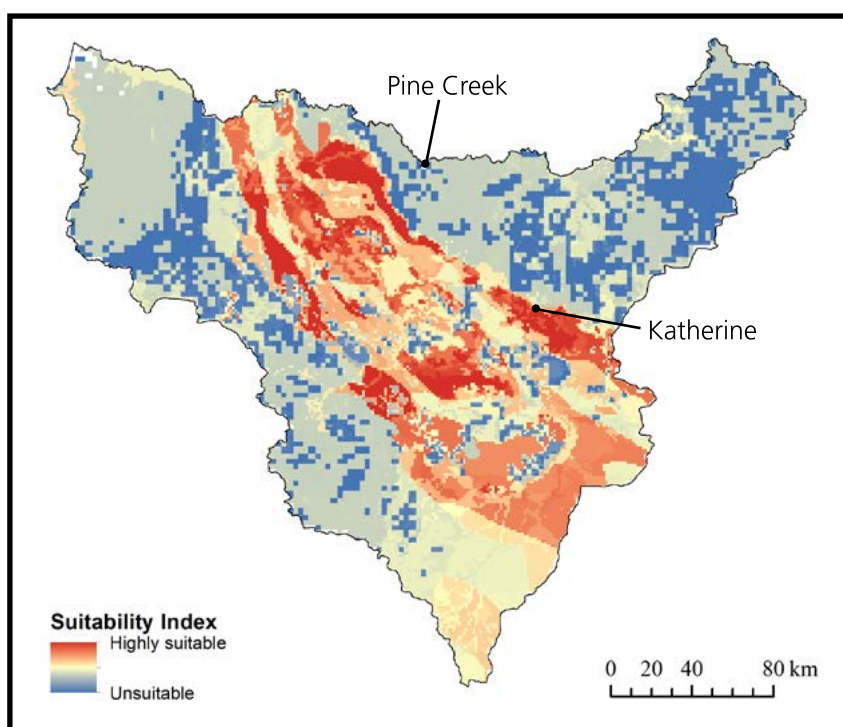 Pine Creek
Katherine
Suitability Index
Highly suitable
Unsuitable
0 20 40 80 km